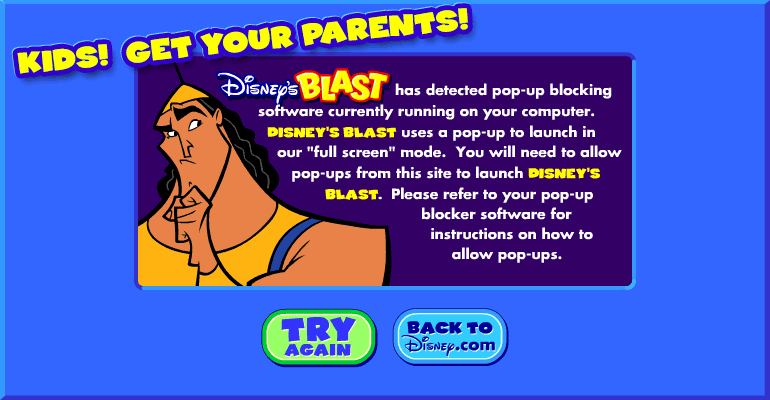 KIDS! GET YOUR PARENTS!
Disney's BLAST has detected pop-up blocking
software currently running on your computer.
DISNEY'S BLAST uses a pop-up to launch in
our "full screen" mode. You will need to allow
pop-ups from this site to launch DISNEY'S
BLAST. Please refer to your pop-up
blocker software for
instructions on how to
allow pop-ups.
TRY
AGAIN
BACK TO
Disney.com